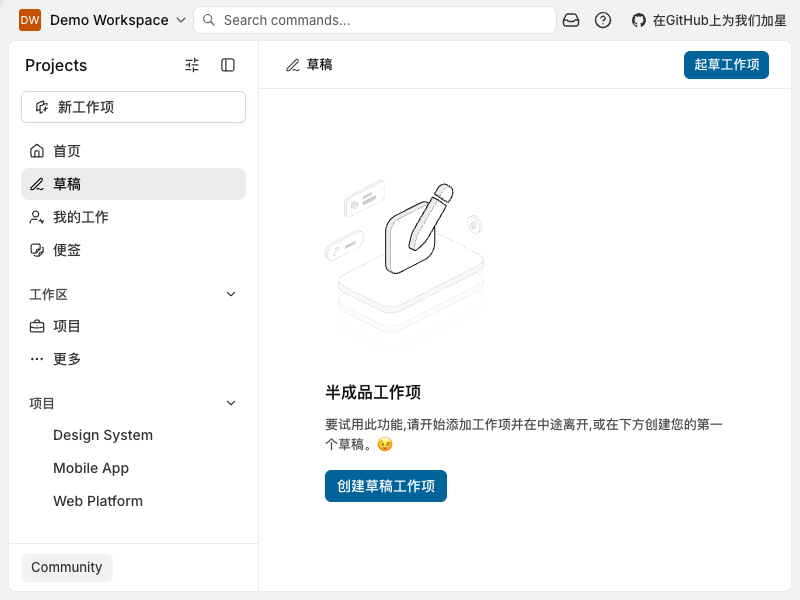 DW Demo Workspace
Search commands...
在GitHub上为我们加星
Projects
新工作项
首页
草稿
我的工作
便签
工作区
项目
更多
项目
Design System
Mobile App
Web Platform
Community
草稿
起草工作项
半成品工作项
要试用此功能,请开始添加工作项并在中途离开,或在下方创建您的第一
个草稿。😉
创建草稿工作项